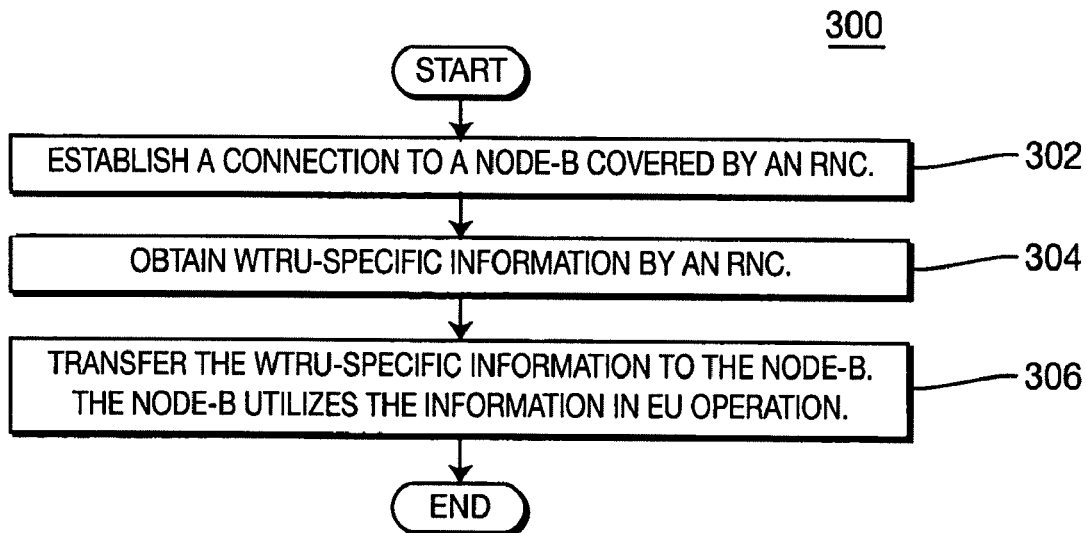 300
START
ESTABLISH A CONNECTION TO A NODE-B COVERED BY AN RNC.
302
OBTAIN WTRU-SPECIFIC INFORMATION BY AN RNC.
304
TRANSFER THE WTRU-SPECIFIC INFORMATION TO THE NODE-B.
THE NODE-B UTILIZES THE INFORMATION IN EU OPERATION.
306
END